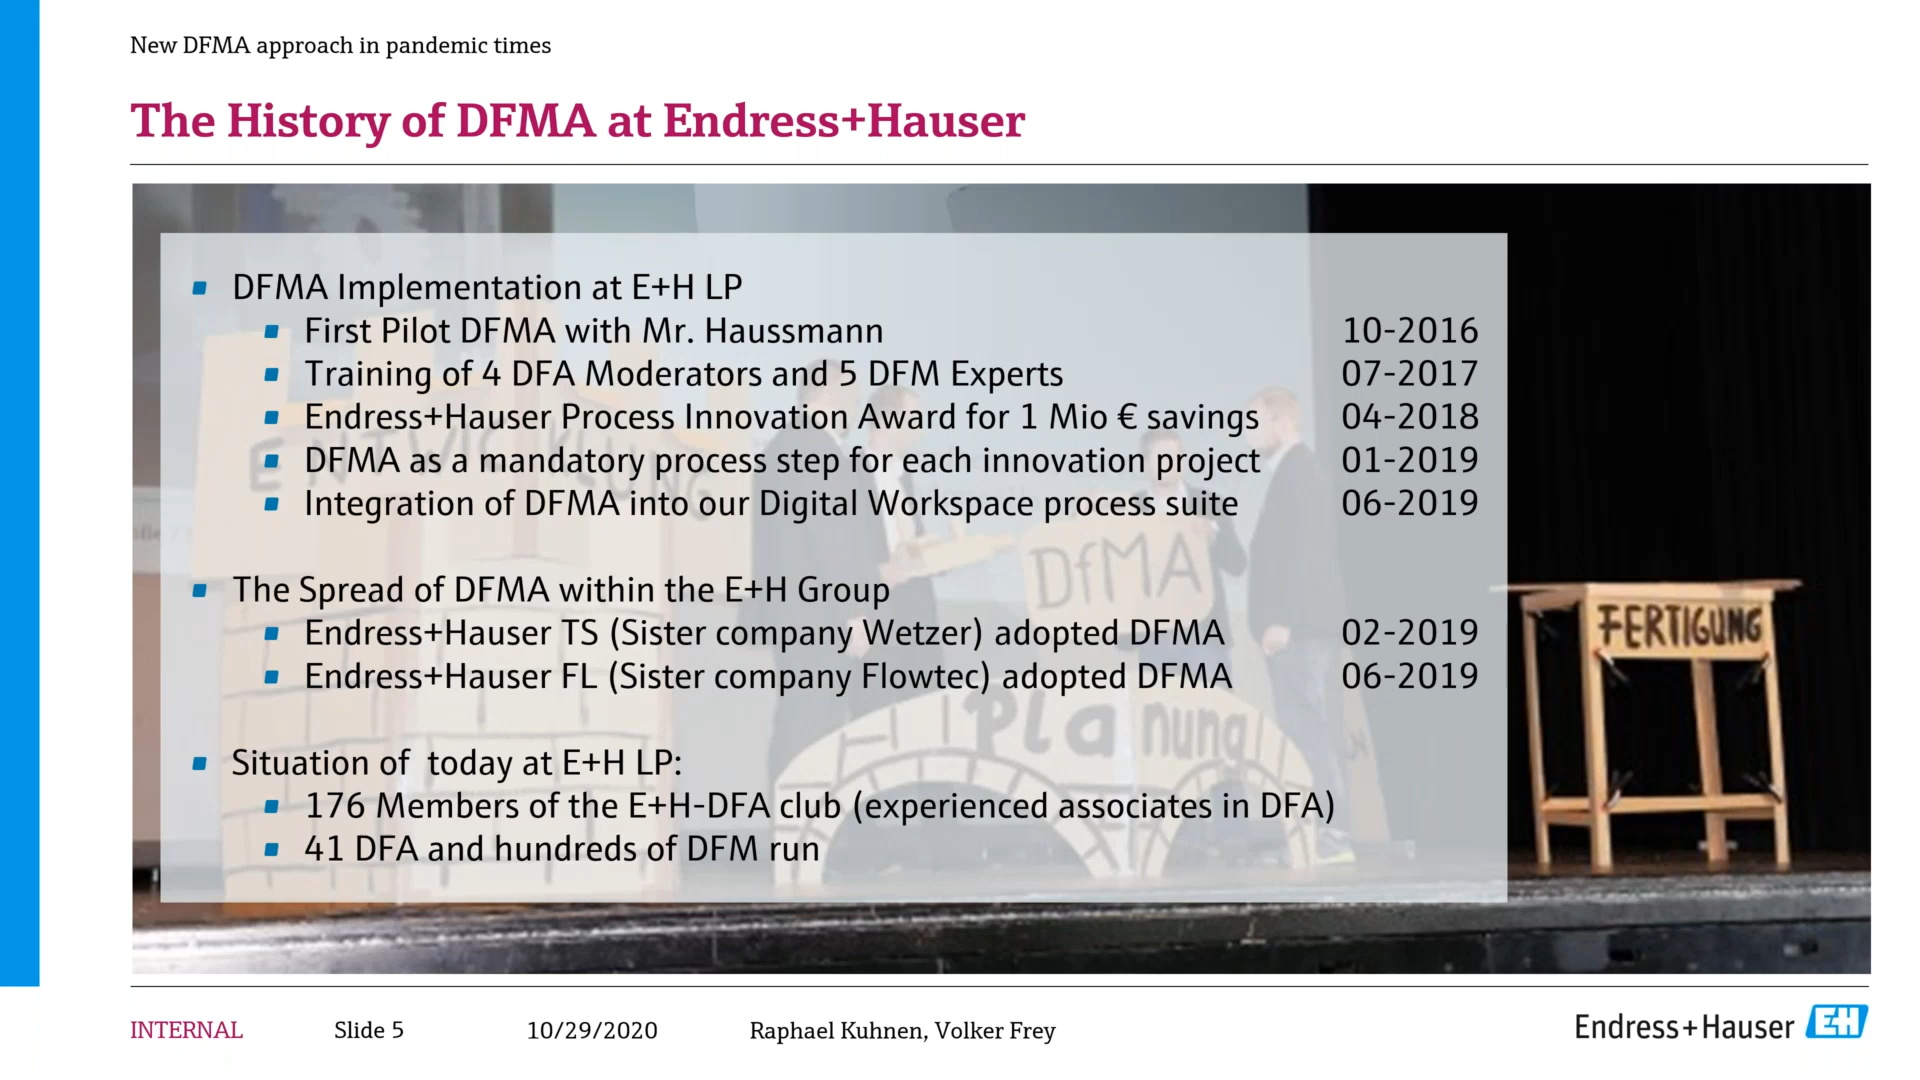 New DFMA approach in pandemic times
The History of DFMA at Endress+Hauser
DFMA Implementation at E+H LP
First Pilot DFMA with Mr. Haussmann 10-2016
Training of 4 DFA Moderators and 5 DFM Experts 07-2017
Endress+Hauser Process Innovation Award for 1 Mio € savings 04-2018
DFMA as a mandatory process step for each innovation project 01-2019
Integration of DFMA into our Digital Workspace process suite 06-2019
The Spread of DFMA within the E+H Group
Endress+Hauser TS (Sister company Wetzer) adopted DFMA 02-2019
Endress+Hauser FL (Sister company Flowtec) adopted DFMA 06-2019
Situation of today at E+H LP:
176 Members of the E+H-DFA club (experienced associates in DFA)
41 DFA and hundreds of DFM run
ENTWICKLUNG
DfMA
Planung
FERTIGUNG
INTERNAL Slide 5 10/29/2020 Raphael Kuhnen, Volker Frey Endress+Hauser EH